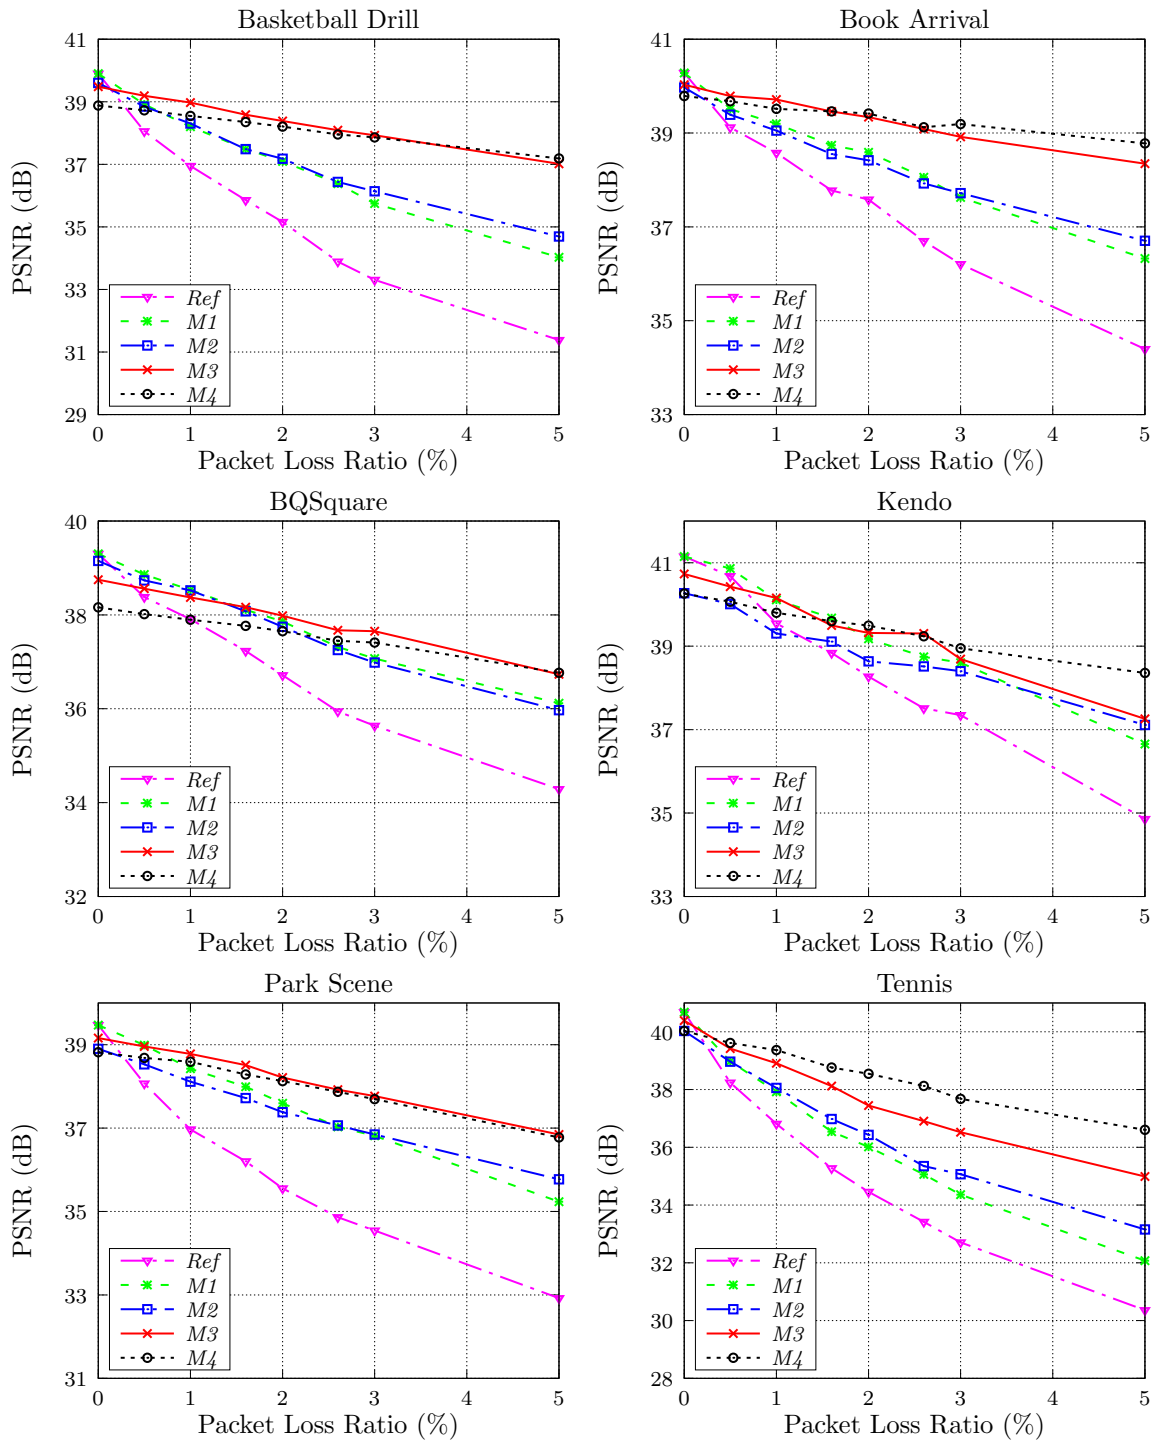 Basketball Drill
41
39
37
35
33
31
29
PSNR (dB)
Ref
M1
M2
M3
M4
0 1 2 3 4 5
Packet Loss Ratio (%)
Book Arrival
41
39
37
35
33
PSNR (dB)
Ref
M1
M2
M3
M4
0 1 2 3 4 5
Packet Loss Ratio (%)
BQSquare
40
38
36
34
32
PSNR (dB)
Ref
M1
M2
M3
M4
0 1 2 3 4 5
Packet Loss Ratio (%)
Kendo
41
39
37
35
33
PSNR (dB)
Ref
M1
M2
M3
M4
0 1 2 3 4 5
Packet Loss Ratio (%)
Park Scene
39
37
35
33
31
PSNR (dB)
Ref
M1
M2
M3
M4
0 1 2 3 4 5
Packet Loss Ratio (%)
Tennis
40
38
36
34
32
30
28
PSNR (dB)
Ref
M1
M2
M3
M4
0 1 2 3 4 5
Packet Loss Ratio (%)